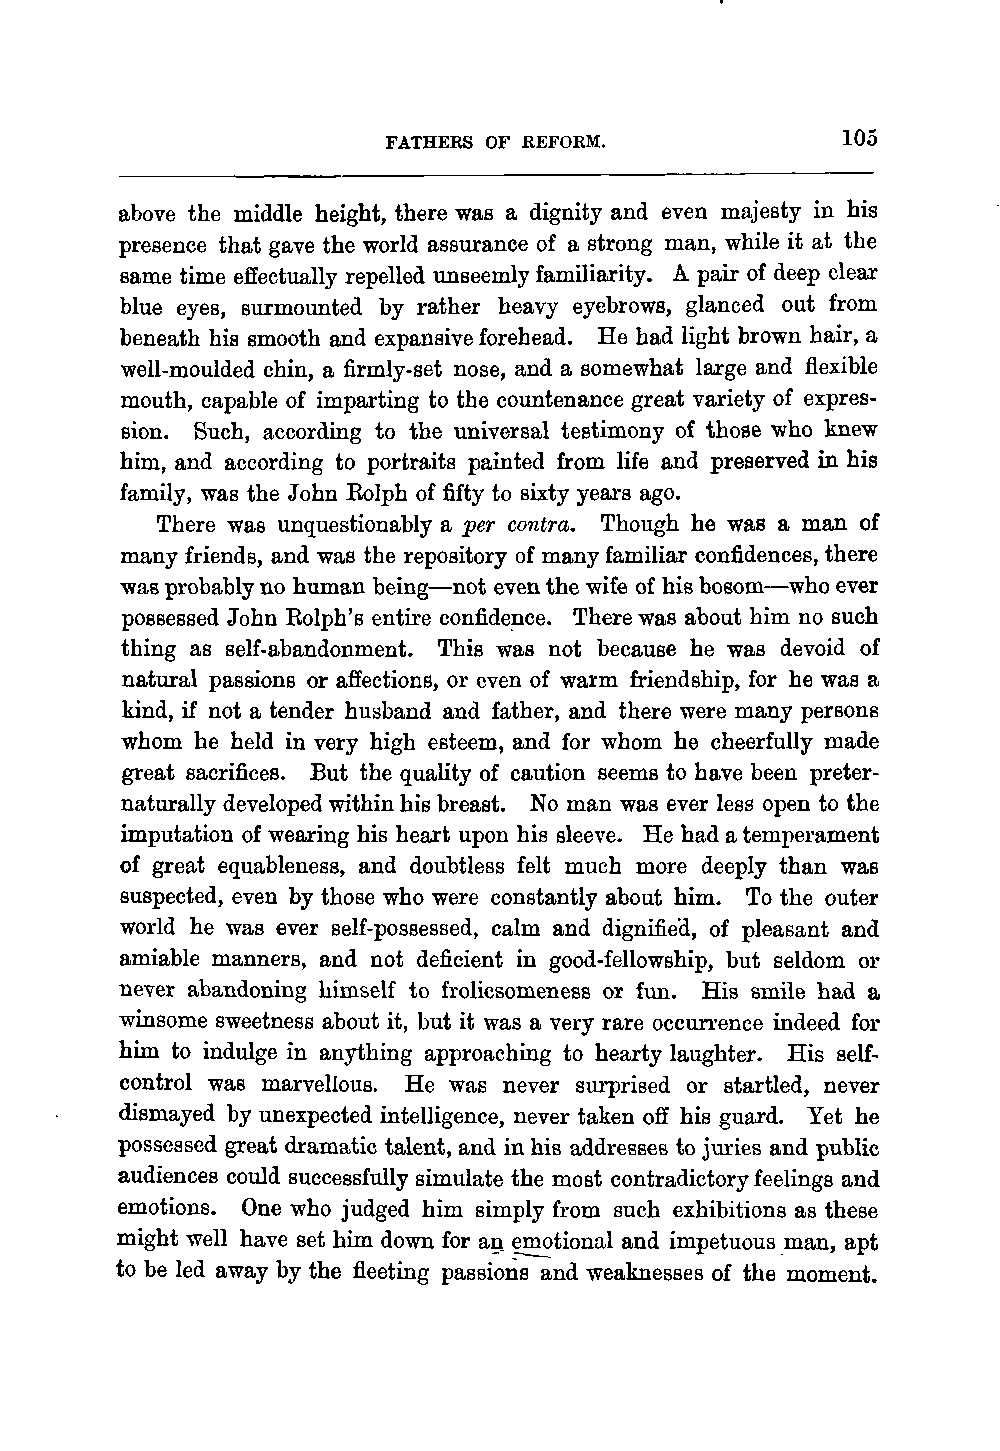 FATHERS OF REFORM. 105
above the middle height, there was a dignity and even majesty in his
presence that gave the world assurance of a strong man, while it at the
same time effectually repelled unseemly familiarity. A pair of deep clear
blue eyes, surmounted by rather heavy eyebrows, glanced out from
beneath his smooth and expansive forehead. He had light brown hair, a
well-moulded chin, a firmly-set nose, and a somewhat large and flexible
mouth, capable of imparting to the countenance great variety of expres-
sion. Such, according to the universal testimony of those who knew
him, and according to portraits painted from life and preserved in his
family, was the John Rolph of fifty to sixty years ago.
There was unquestionably a per contra. Though he was a man of
many friends, and was the repository of many familiar confidences, there
was probably no human being—not even the wife of his bosom—who ever
possessed John Rolph's entire confidence. There was about him no such
thing as self-abandonment. This was not because he was devoid of
natural passions or affections, or even of warm friendship, for he was a
kind, if not a tender husband and father, and there were many persons
whom he held in very high esteem, and for whom he cheerfully made
great sacrifices. But the quality of caution seems to have been preter-
naturally developed within his breast. No man was ever less open to the
imputation of wearing his heart upon his sleeve. He had a temperament
of great equableness, and doubtless felt much more deeply than was
suspected, even by those who were constantly about him. To the outer
world he was ever self-possessed, calm and dignified, of pleasant and
amiable manners, and not deficient in good-fellowship, but seldom or
never abandoning himself to frolicsomeness or fun. His smile had a
winsome sweetness about it, but it was a very rare occurrence indeed for
him to indulge in anything approaching to hearty laughter. His self-
control was marvellous. He was never surprised or startled, never
dismayed by unexpected intelligence, never taken off his guard. Yet he
possessed great dramatic talent, and in his addresses to juries and public
audiences could successfully simulate the most contradictory feelings and
emotions. One who judged him simply from such exhibitions as these
might well have set him down for an emotional and impetuous man, apt
to be led away by the fleeting passions and weaknesses of the moment.